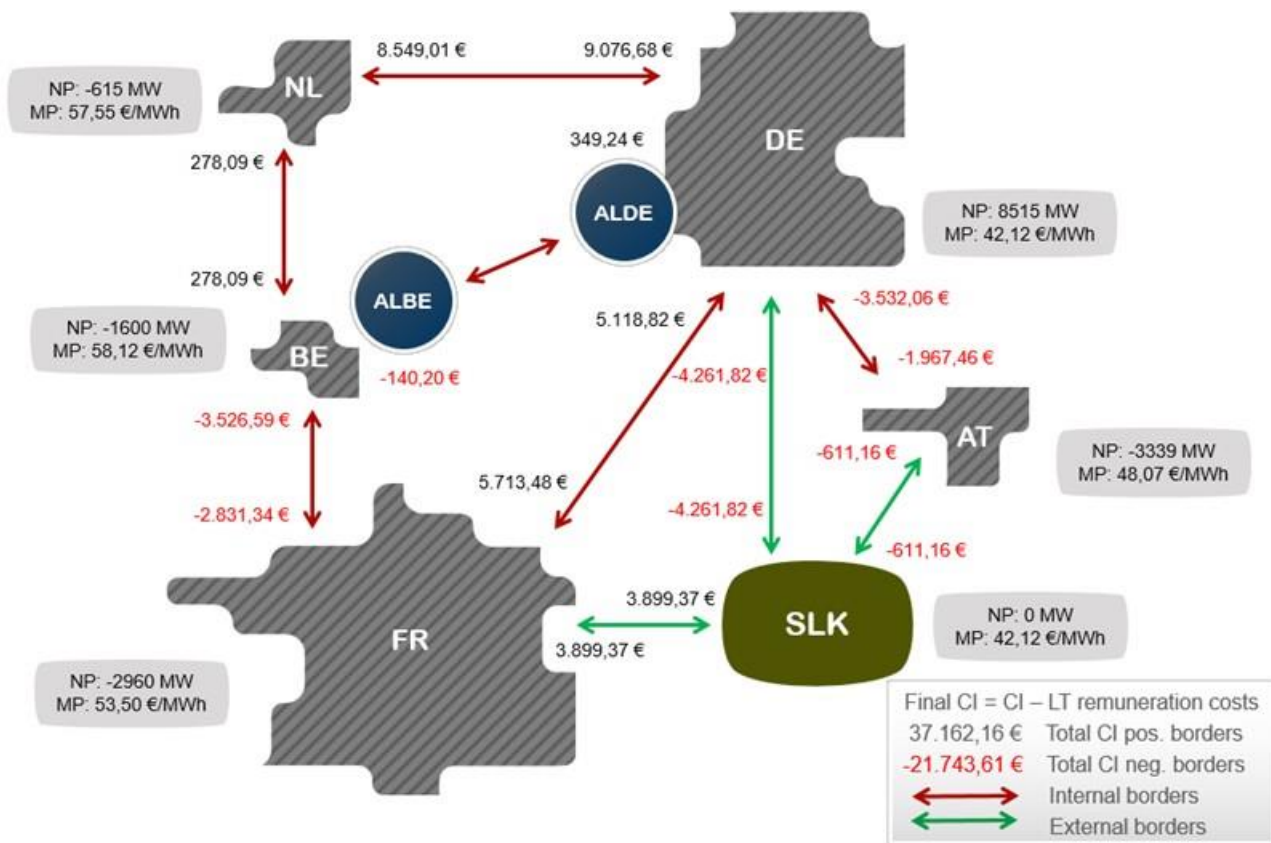 8.549,01 €
9.076,68 €
NL
NP: -615 MW
MP: 57,55 €/MWh
349,24 €
DE
278,09 €
ALDE
NP: 8515 MW
MP: 42,12 €/MWh
278,09 €
ALBE
-3.532,06 €
5.118,82 €
NP: -1600 MW
MP: 58,12 €/MWh
BE
-140,20 €
-4.261,82 €
-1.967,46 €
-3.526,59 €
AT
-611,16 €
NP: -3339 MW
MP: 48,07 €/MWh
5.713,48 €
-4.261,82 €
-2.831,34 €
-611,16 €
3.899,37 €
SLK
NP: 0 MW
MP: 42,12 €/MWh
FR
3.899,37 €
NP: -2960 MW
MP: 53,50 €/MWh
Final CI = CI – LT remuneration costs
37.162,16 € Total CI pos. borders
-21.743,61 € Total CI neg. borders
Internal borders
External borders